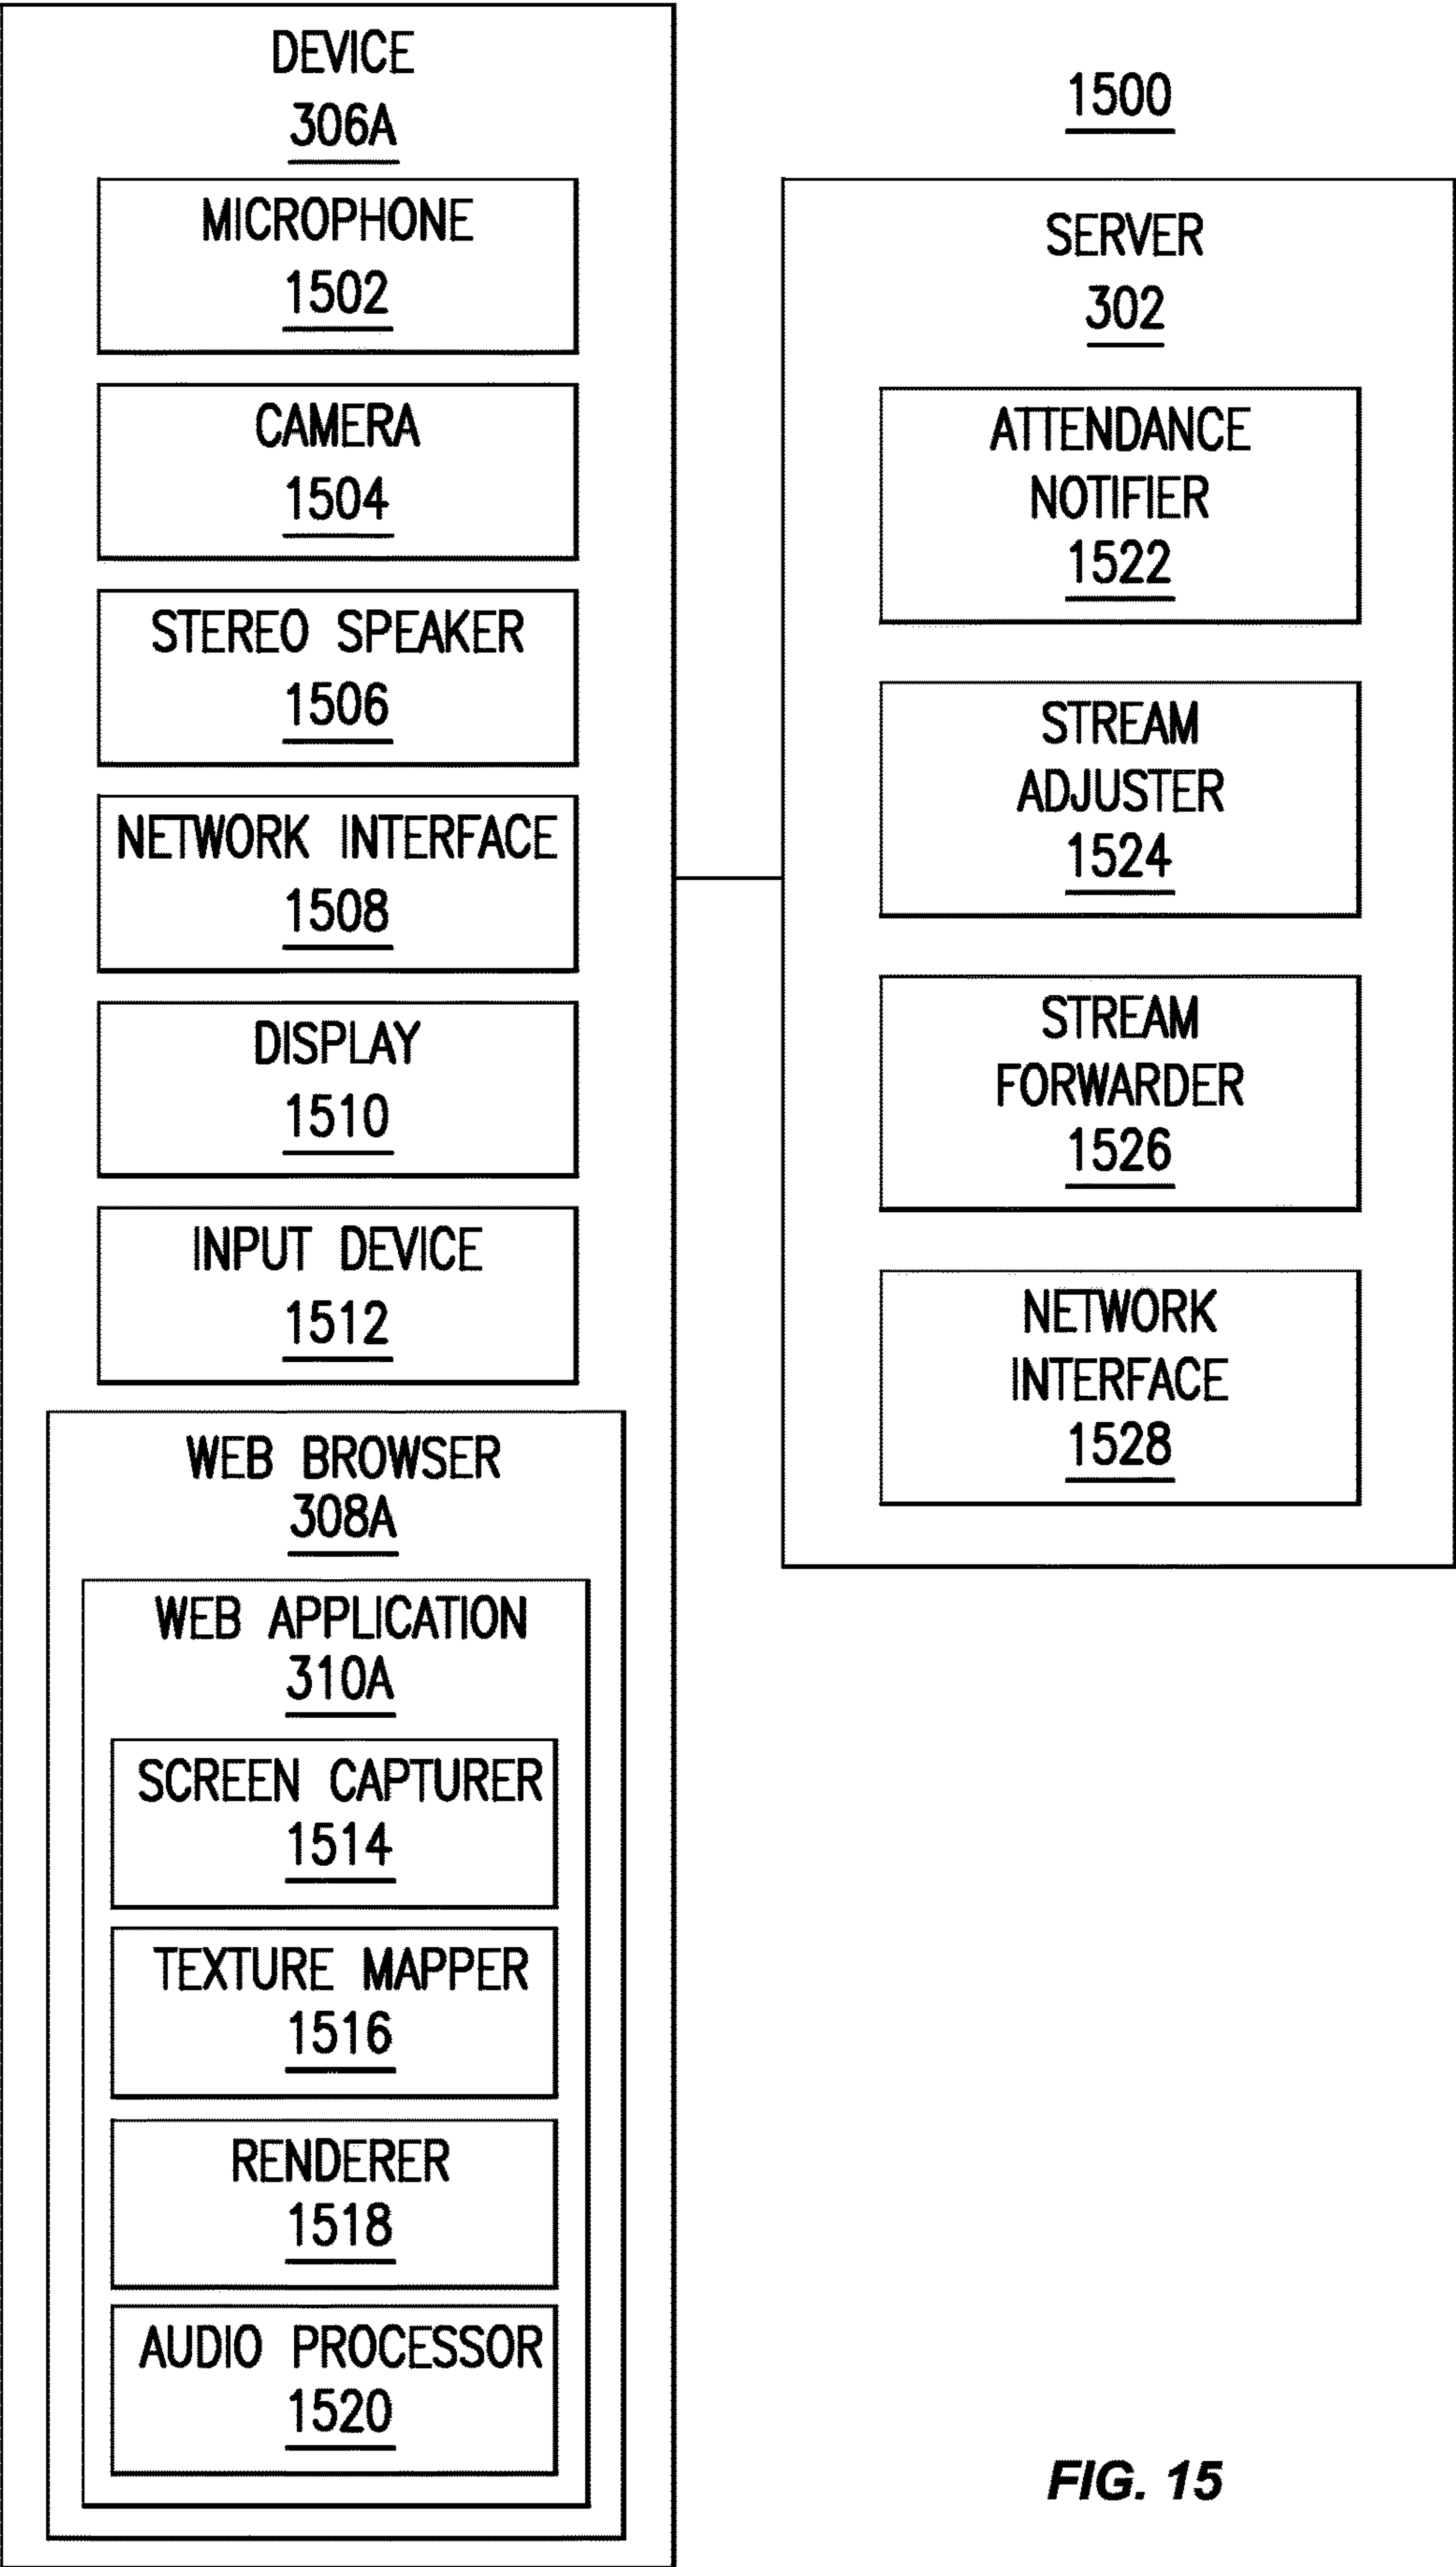 DEVICE
306A
MICROPHONE
1502
CAMERA
1504
STEREO SPEAKER
1506
NETWORK INTERFACE
1508
DISPLAY
1510
INPUT DEVICE
1512
WEB BROWSER
308A
WEB APPLICATION
310A
SCREEN CAPTURER
1514
TEXTURE MAPPER
1516
RENDERER
1518
AUDIO PROCESSOR
1520
1500
SERVER
302
ATTENDANCE
NOTIFIER
1522
STREAM
ADJUSTER
1524
STREAM
FORWARDER
1526
NETWORK
INTERFACE
1528
FIG. 15